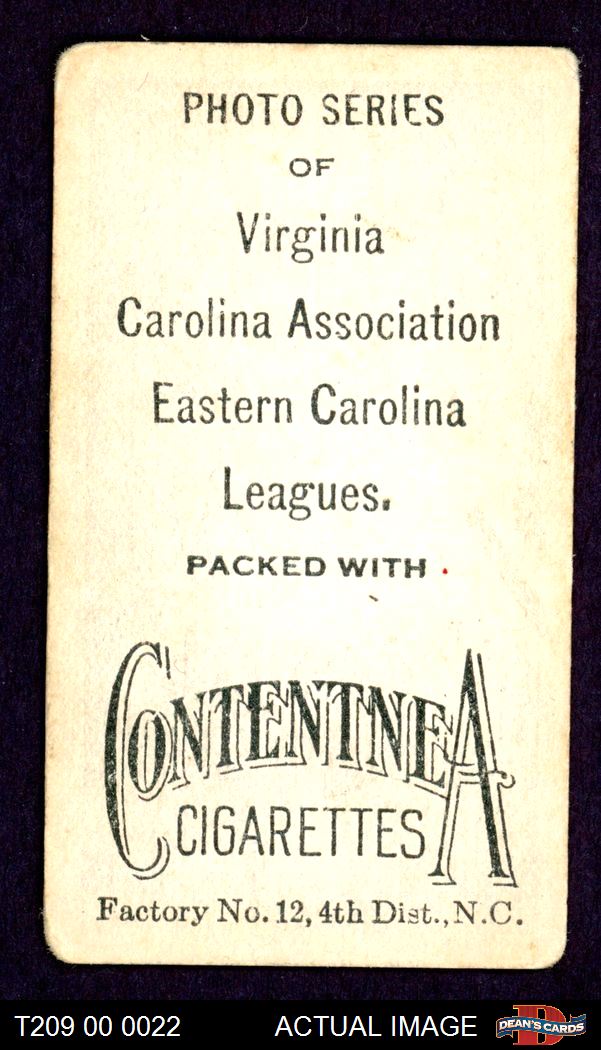 PHOTO SERIES
OF
Virginia
Carolina Association
Eastern Carolina
Leagues.
PACKED WITH
CONTENTNEA
CIGARETTES
Factory No. 12, 4th Dist., N.C.
T209 00 0022 ACTUAL IMAGE D DEAN'S CARDS